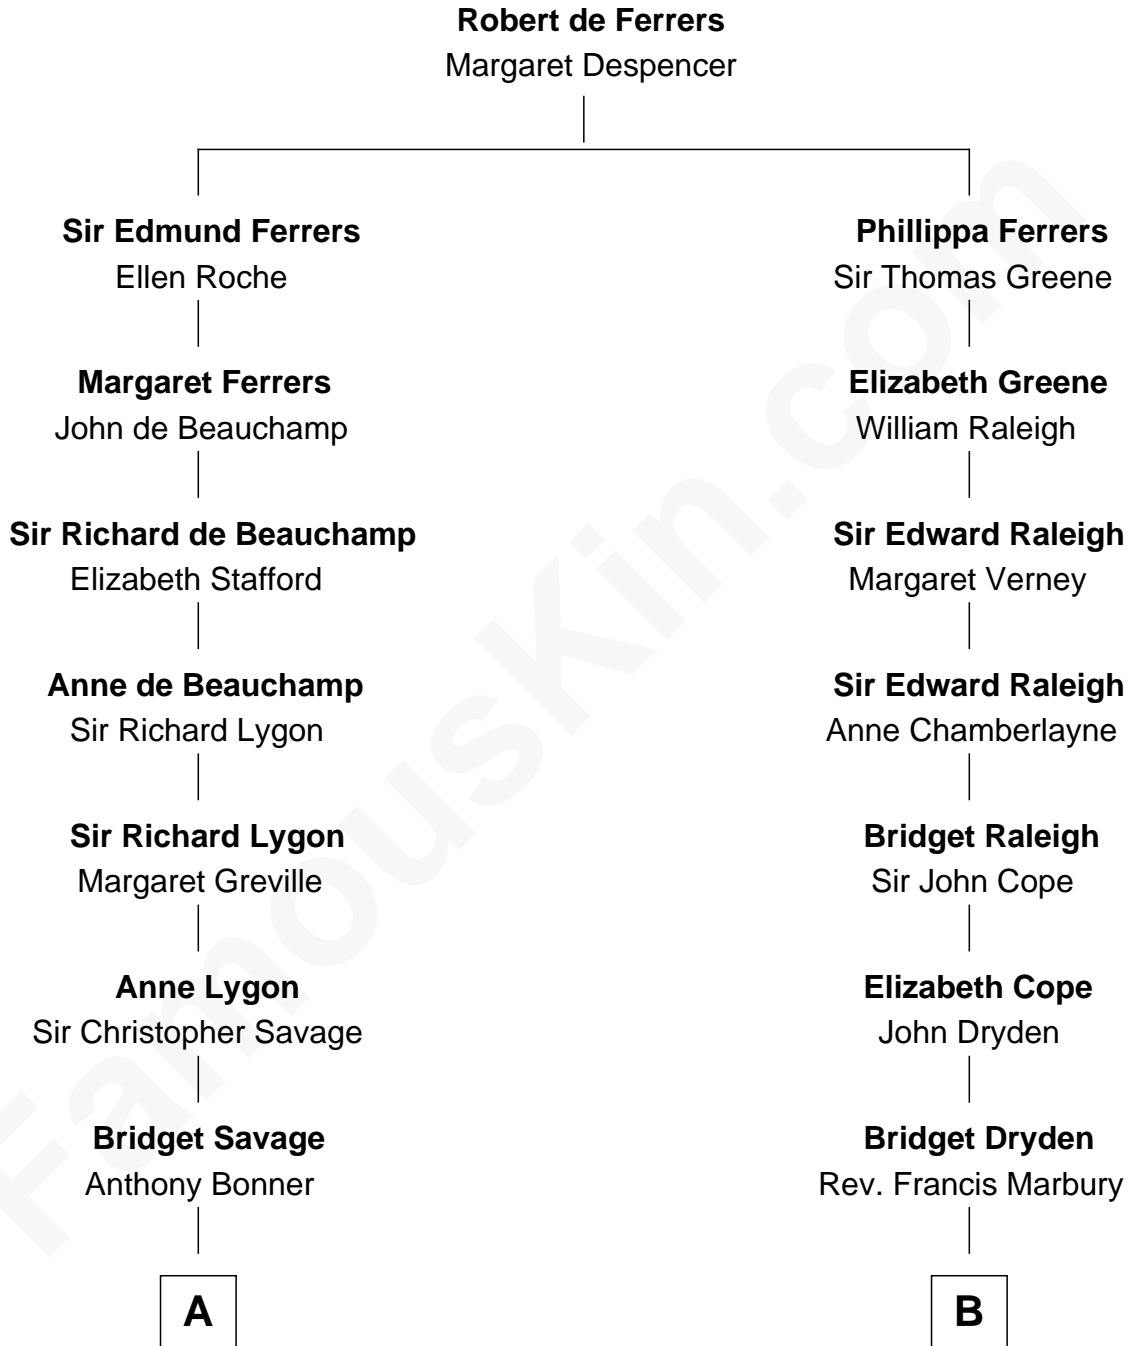 Robert de Ferrers
Margaret Despencer
Sir Edmund Ferrers
Ellen Roche
Margaret Ferrers
John de Beauchamp
Sir Richard de Beauchamp
Elizabeth Stafford
Anne de Beauchamp
Sir Richard Lygon
Sir Richard Lygon
Margaret Greville
Anne Lygon
Sir Christopher Savage
Bridget Savage
Anthony Bonner
A
Phillippa Ferrers
Sir Thomas Greene
Elizabeth Greene
William Raleigh
Sir Edward Raleigh
Margaret Verney
Sir Edward Raleigh
Anne Chamberlayne
Bridget Raleigh
Sir John Cope
Elizabeth Cope
John Dryden
Bridget Dryden
Rev. Francis Marbury
B
FamousKin.com